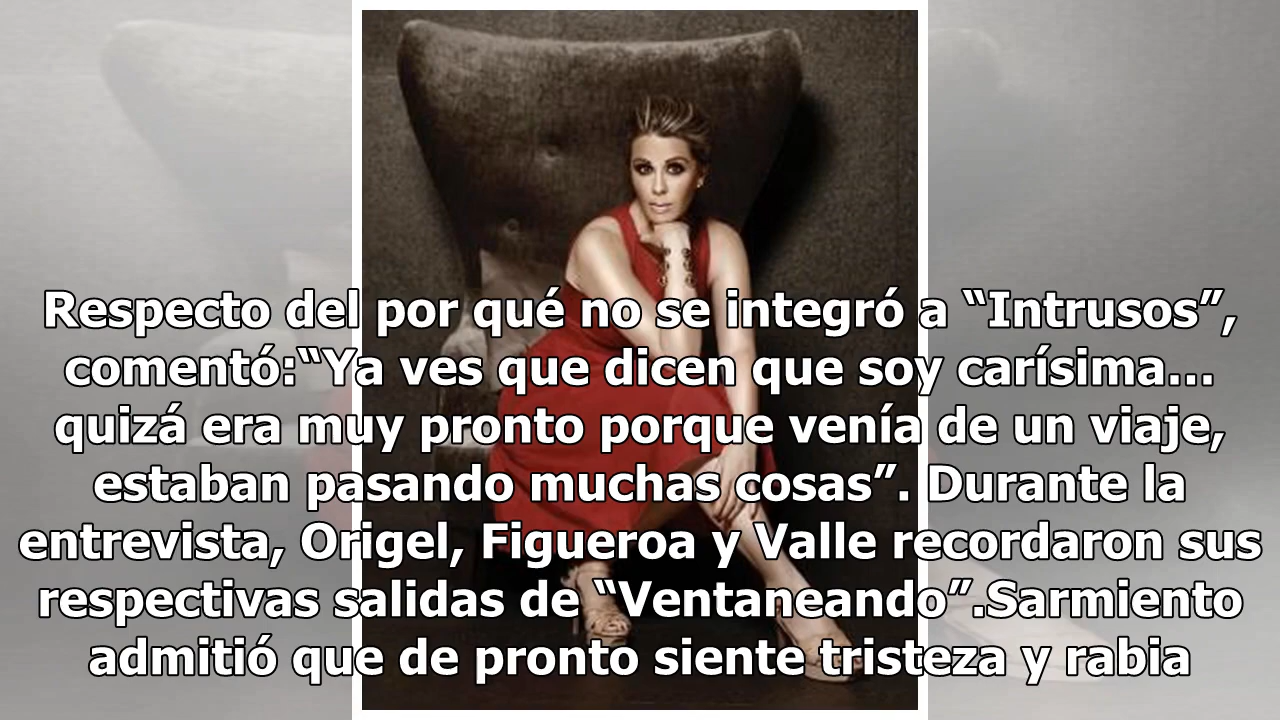 Respecto del por qué no se integró a “Intrusos”,
comentó:“Ya ves que dicen que soy carísima...
quizá era muy pronto porque venía de un viaje,
estaban pasando muchas cosas”. Durante la
entrevista, Origel, Figueroa y Valle recordaron sus
respectivas salidas de “Ventaneando”.Sarmiento
admitió que de pronto siente tristeza y rabia